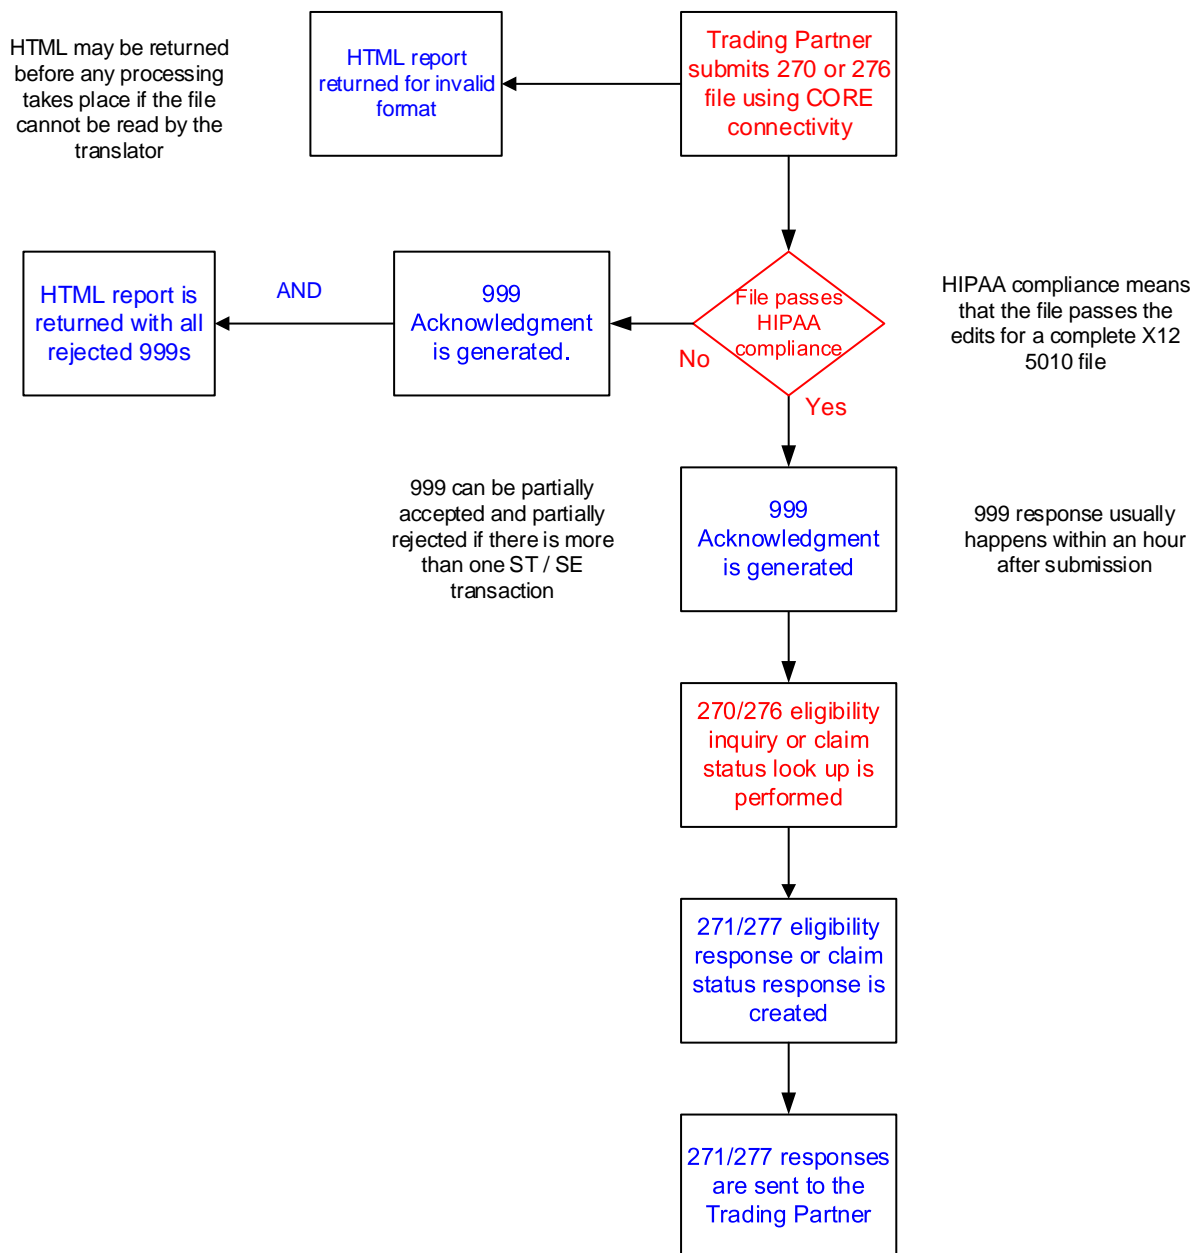 HTML may be returned
before any processing
takes place if the file
cannot be read by the
translator
HTML report
returned for invalid
format
Trading Partner
submits 270 or 276
file using CORE
connectivity
HTML report is
returned with all
rejected 999s
AND
999
Acknowledgment
is generated.
File passes
HIPAA
compliance
No
Yes
HIPAA compliance means
that the file passes the
edits for a complete X12
5010 file
999 can be partially
accepted and partially
rejected if there is more
than one ST / SE
transaction
999
Acknowledgment
is generated
999 response usually
happens within an hour
after submission
270/276 eligibility
inquiry or claim
status look up is
performed
271/277 eligibility
response or claim
status response is
created
271/277 responses
are sent to the
Trading Partner